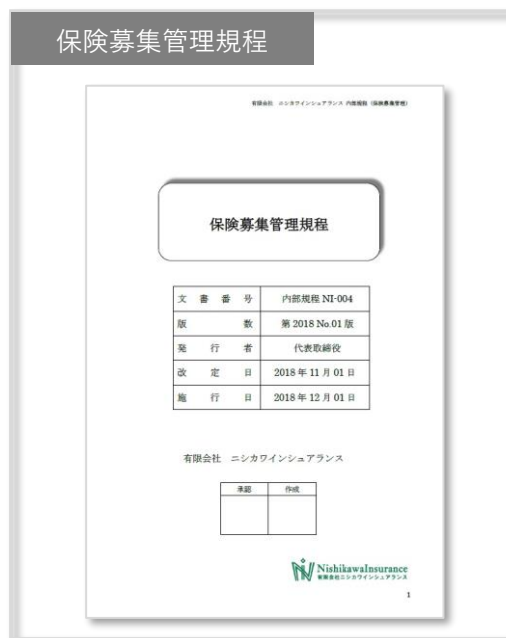 保険募集管理規程
有限会社 ニシカワインシュアランス 内部規程(保険募集管理)
保険募集管理規程
文書番号 内部規程 NI-004
版数 第 2018 No.01 版
発行者 代表取締役
改定日 2018 年 11 月 01 日
施行日 2018 年 12 月 01 日
有限会社 ニシカワインシュアランス
承認 作成
NishikawaInsurance
有限会社ニシカワインシュアランス
1